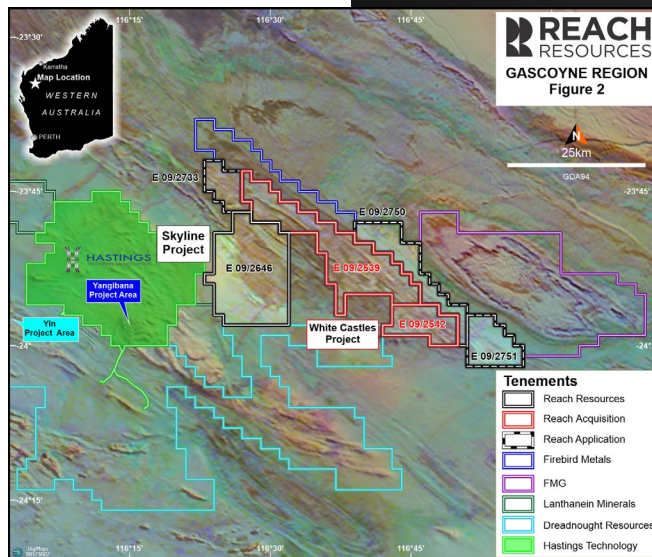 116°15'
116°30'
116°45'
-23°30'
Karratha
Map Location
WESTERN
AUSTRALIA
PERTH
REACH
RESOURCES
GASCOYNE REGION
Figure 2
N
25km
GDA94
-23°45'
-23°45'
E 09/2733
E 09/2750
Skyline
Project
HASTINGS
E 09/2646
E 09/2539
Yangibana
Project Area
Yin
Project Area
White Castles
Project
E 09/2542
-24°
-24°
E 09/2751
Tenements
Reach Resources
Reach Acquisition
Reach Application
Firebird Metals
FMG
Lanthanein Minerals
Dreadnought Resources
Hastings Technology
-24°15'
DigiMaps
116°15'
116°30'
116°45'